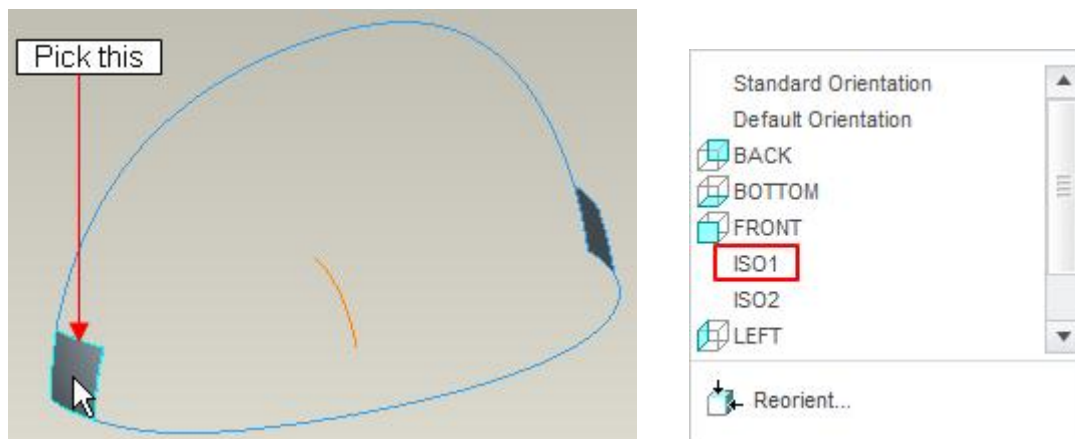 Pick this
Standard Orientation
Default Orientation
BACK
BOTTOM
FRONT
ISO1
ISO2
LEFT
Reorient...